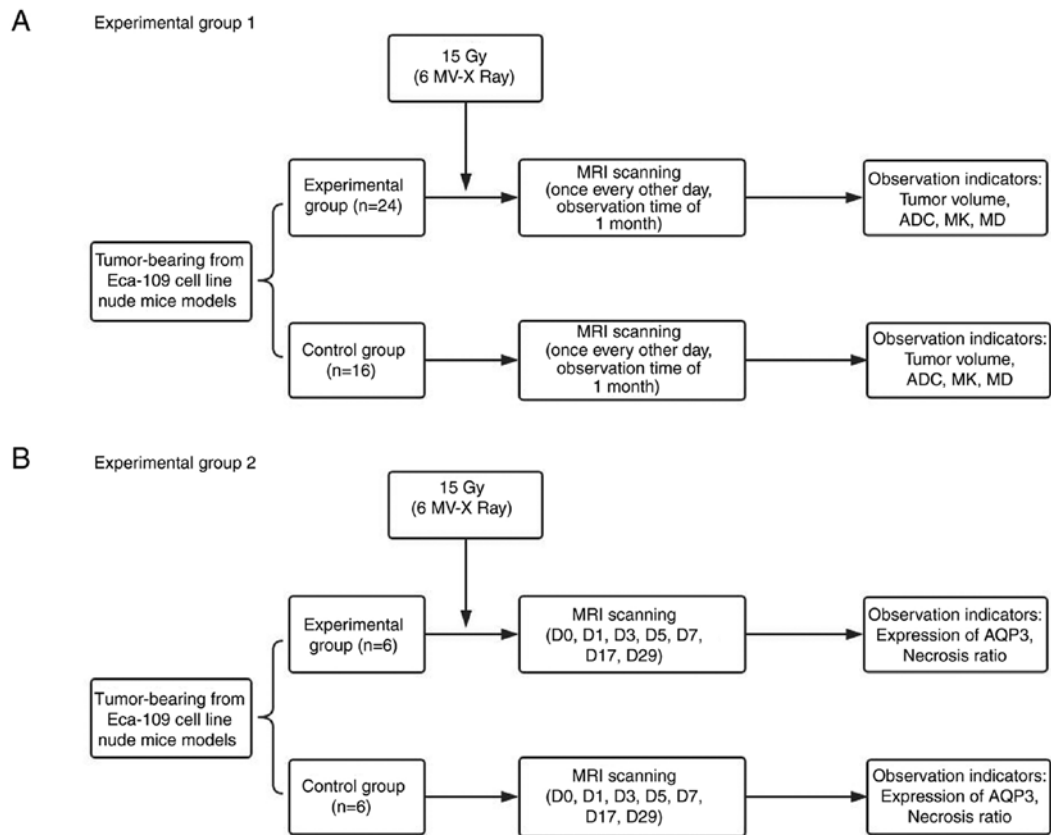 A
Experimental group 1
15 Gy
(6 MV-X Ray)
Experimental
group (n=24)
MRI scanning
(once every other day,
observation time of
1 month)
Observation indicators:
Tumor volume,
ADC, MK, MD
Tumor-bearing from
Eca-109 cell line
nude mice models
Control group
(n=16)
MRI scanning
(once every other day,
observation time of
1 month)
Observation indicators:
Tumor volume,
ADC, MK, MD
B
Experimental group 2
15 Gy
(6 MV-X Ray)
Experimental
group (n=6)
MRI scanning
(D0, D1, D3, D5, D7,
D17, D29)
Observation indicators:
Expression of AQP3,
Necrosis ratio
Tumor-bearing from
Eca-109 cell line
nude mice models
Control group
(n=6)
MRI scanning
(D0, D1, D3, D5, D7,
D17, D29)
Observation indicators:
Expression of AQP3,
Necrosis ratio